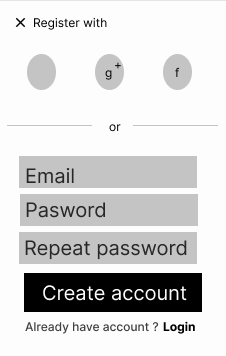 ✕ Register with
g+ f
or
Email
Pasword
Repeat password
Create account
Already have account ? Login